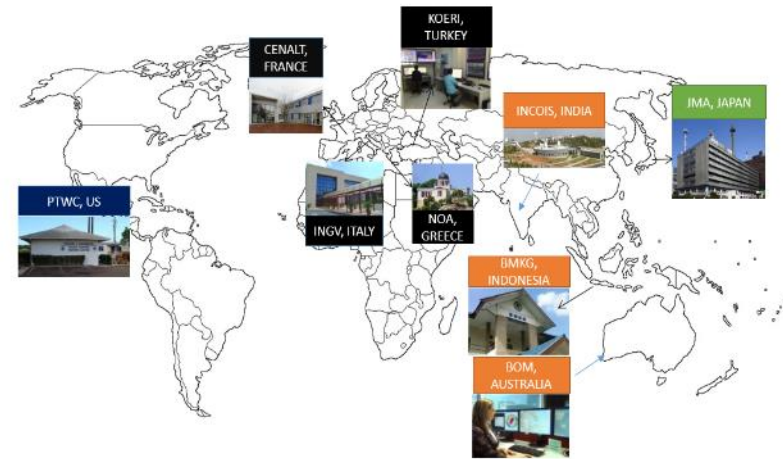 KOERI,
TURKEY
CENALT,
FRANCE
INCOIS, INDIA
JMA, JAPAN
PTWC, US
INGV, ITALY
NOA,
GREECE
BMKG,
INDONESIA
BOM,
AUSTRALIA